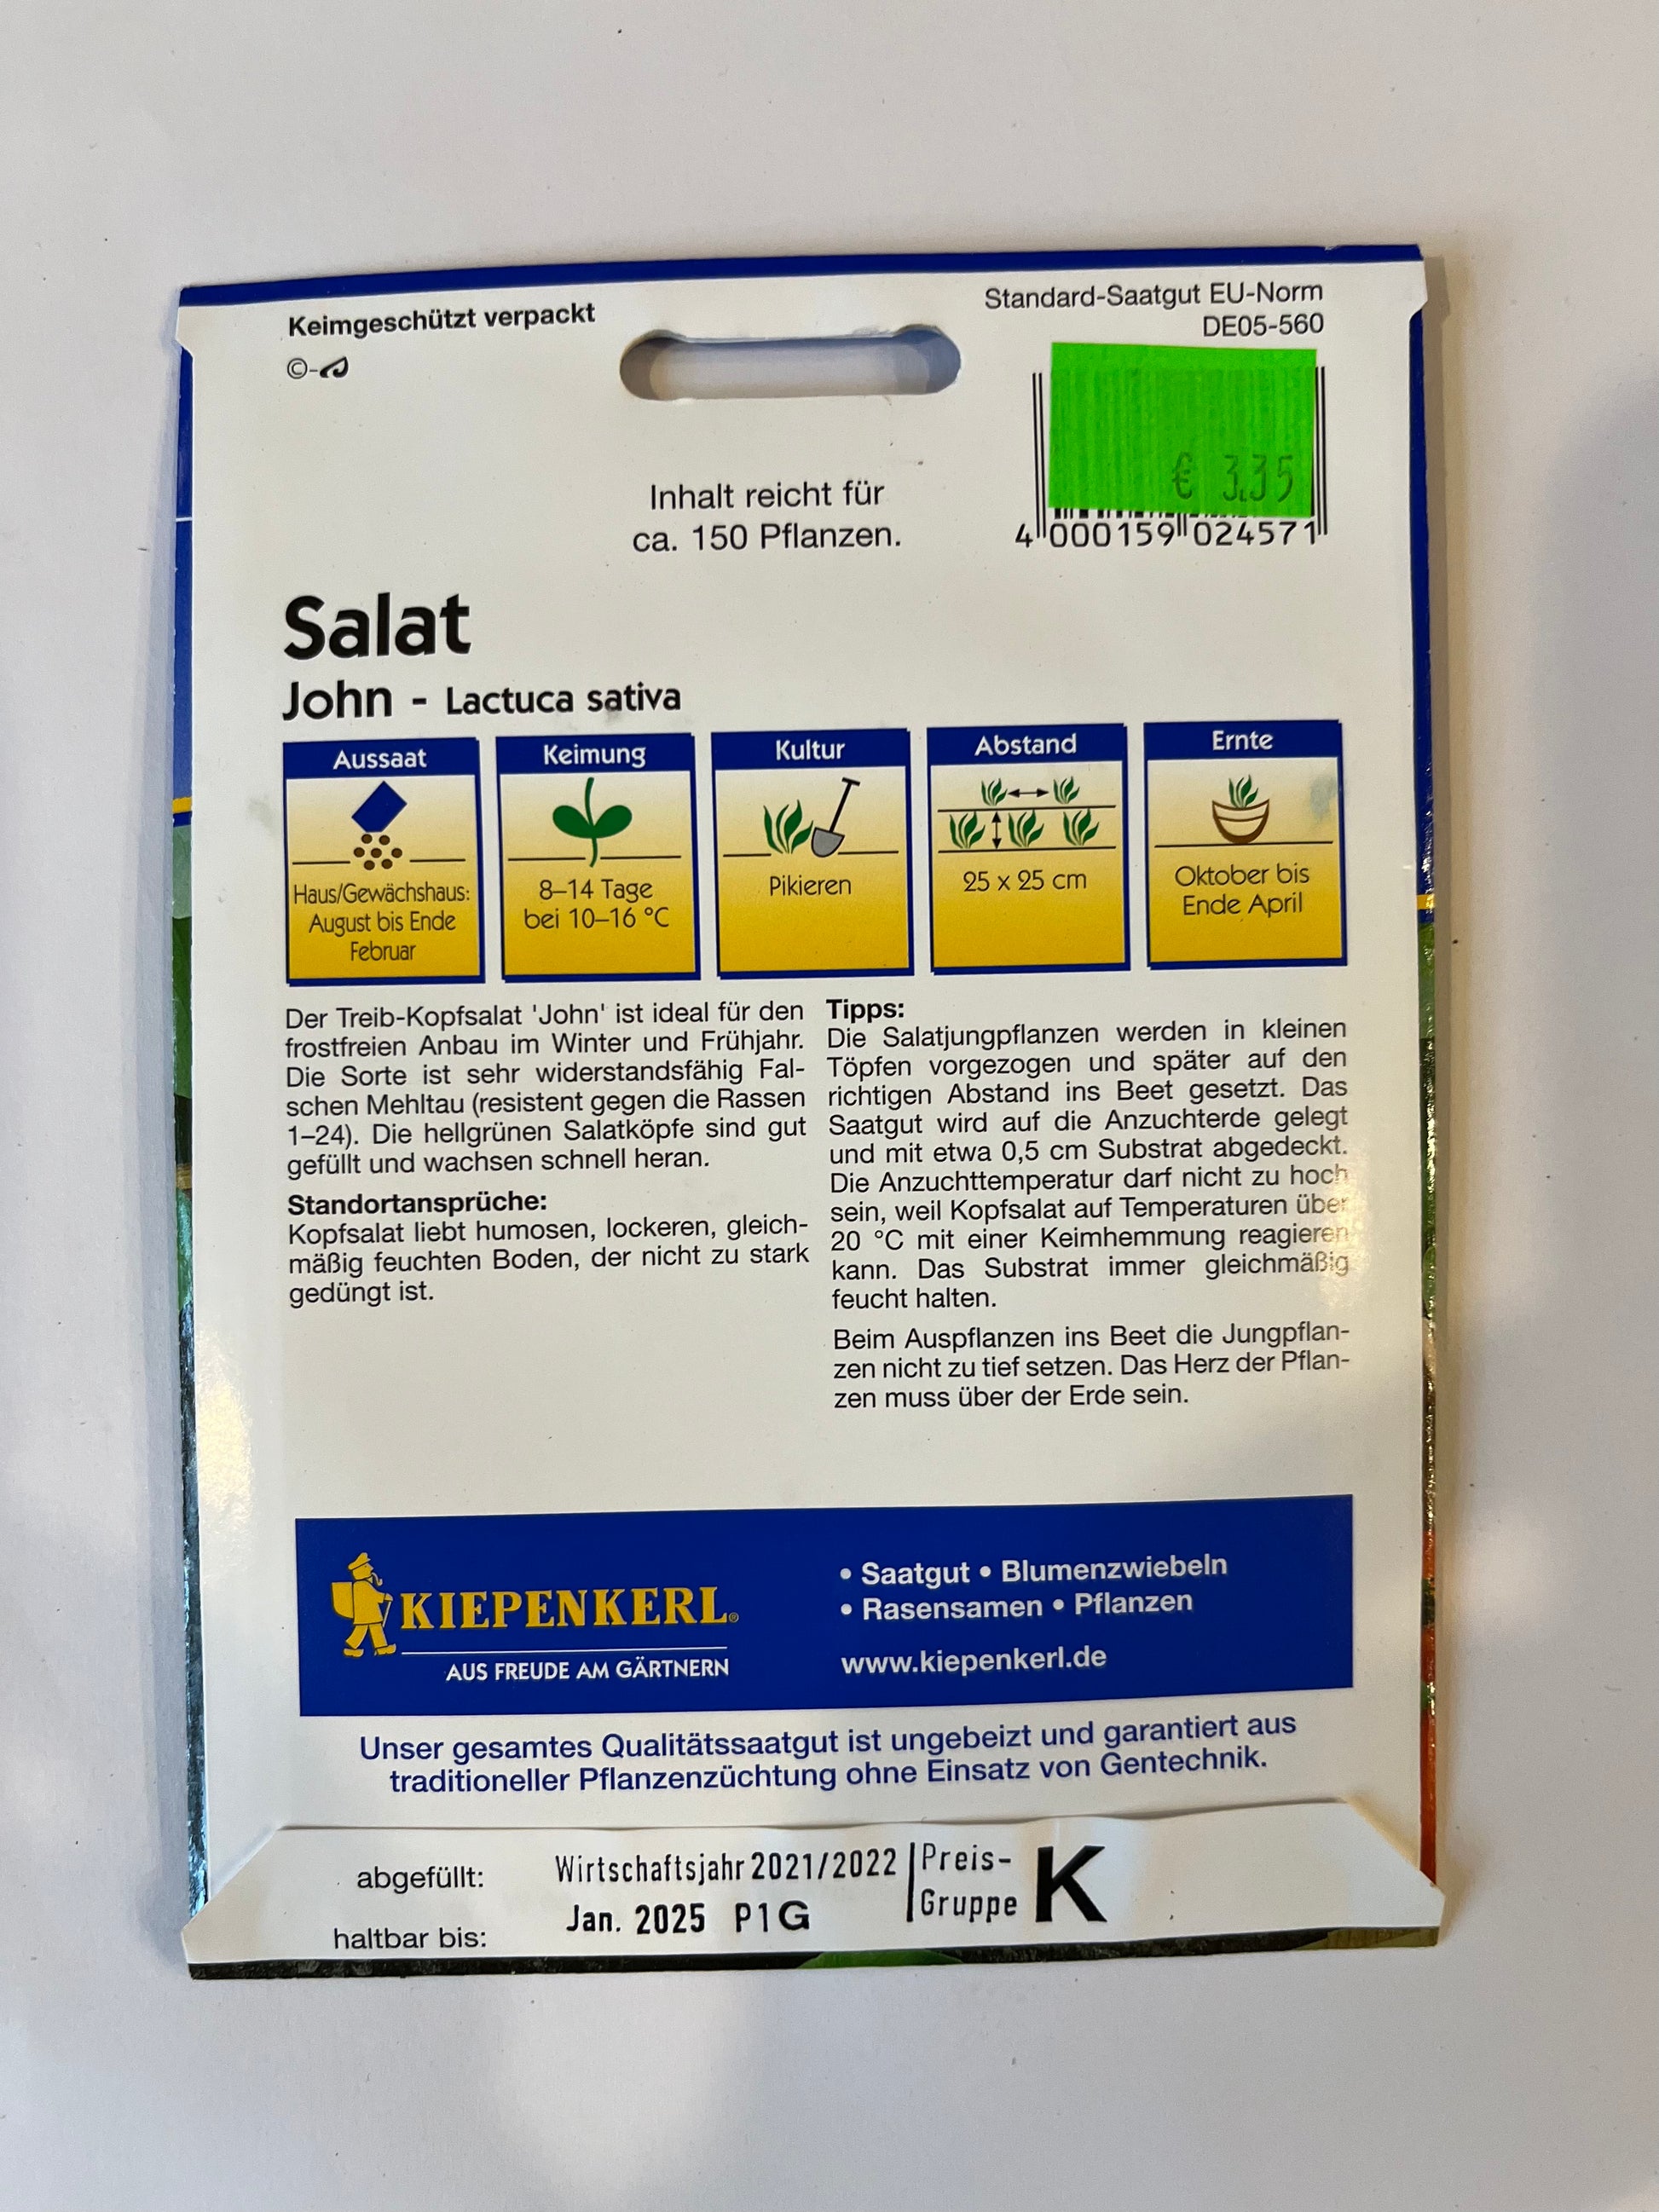 Keimgeschützt verpackt
©-
Standard-Saatgut EU-Norm
DE05-560
€ 3.35
4 000159 024571
Inhalt reicht für
ca. 150 Pflanzen.
Salat
John - Lactuca sativa
Aussaat
Haus/Gewächshaus:
August bis Ende
Februar
Keimung
8–14 Tage
bei 10–16 °C
Kultur
Pikieren
Abstand
25 x 25 cm
Ernte
Oktober bis
Ende April
Der Treib-Kopfsalat 'John' ist ideal für den
frostfreien Anbau im Winter und Frühjahr.
Die Sorte ist sehr widerstandsfähig Fal-
schen Mehltau (resistent gegen die Rassen
1–24). Die hellgrünen Salatköpfe sind gut
gefüllt und wachsen schnell heran.
Standortansprüche:
Kopfsalat liebt humosen, lockeren, gleich-
mäßig feuchten Boden, der nicht zu stark
gedüngt ist.
Tipps:
Die Salatjungpflanzen werden in kleinen
Töpfen vorgezogen und später auf den
richtigen Abstand ins Beet gesetzt. Das
Saatgut wird auf die Anzuchterde gelegt
und mit etwa 0,5 cm Substrat abgedeckt.
Die Anzuchttemperatur darf nicht zu hoch
sein, weil Kopfsalat auf Temperaturen über
20 °C mit einer Keimhemmung reagieren
kann. Das Substrat immer gleichmäßig
feucht halten.
Beim Auspflanzen ins Beet die Jungpflan-
zen nicht zu tief setzen. Das Herz der Pflan-
zen muss über der Erde sein.
KIEPENKERL®
AUS FREUDE AM GÄRTNERN
• Saatgut • Blumenzwiebeln
• Rasensamen • Pflanzen
www.kiepenkerl.de
Unser gesamtes Qualitätssaatgut ist ungebeizt und garantiert aus
traditioneller Pflanzenzüchtung ohne Einsatz von Gentechnik.
abgefüllt: Wirtschaftsjahr 2021/2022
haltbar bis: Jan. 2025 P1G
Preis-
Gruppe K